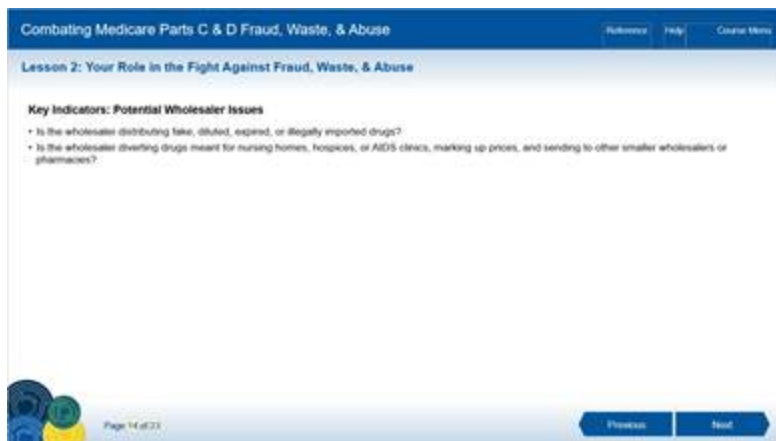 Combating Medicare Parts C & D Fraud, Waste, & Abuse
Reference Help Course Menu
Lesson 2: Your Role in the Fight Against Fraud, Waste, & Abuse
Key Indicators: Potential Wholesaler Issues
• Is the wholesaler distributing fake, diluted, expired, or illegally imported drugs?
• Is the wholesaler diverting drugs meant for nursing homes, hospices, or AIDS clinics, marking up prices, and sending to other smaller wholesalers or
pharmacies?
Page 14 of 23
Previous Next